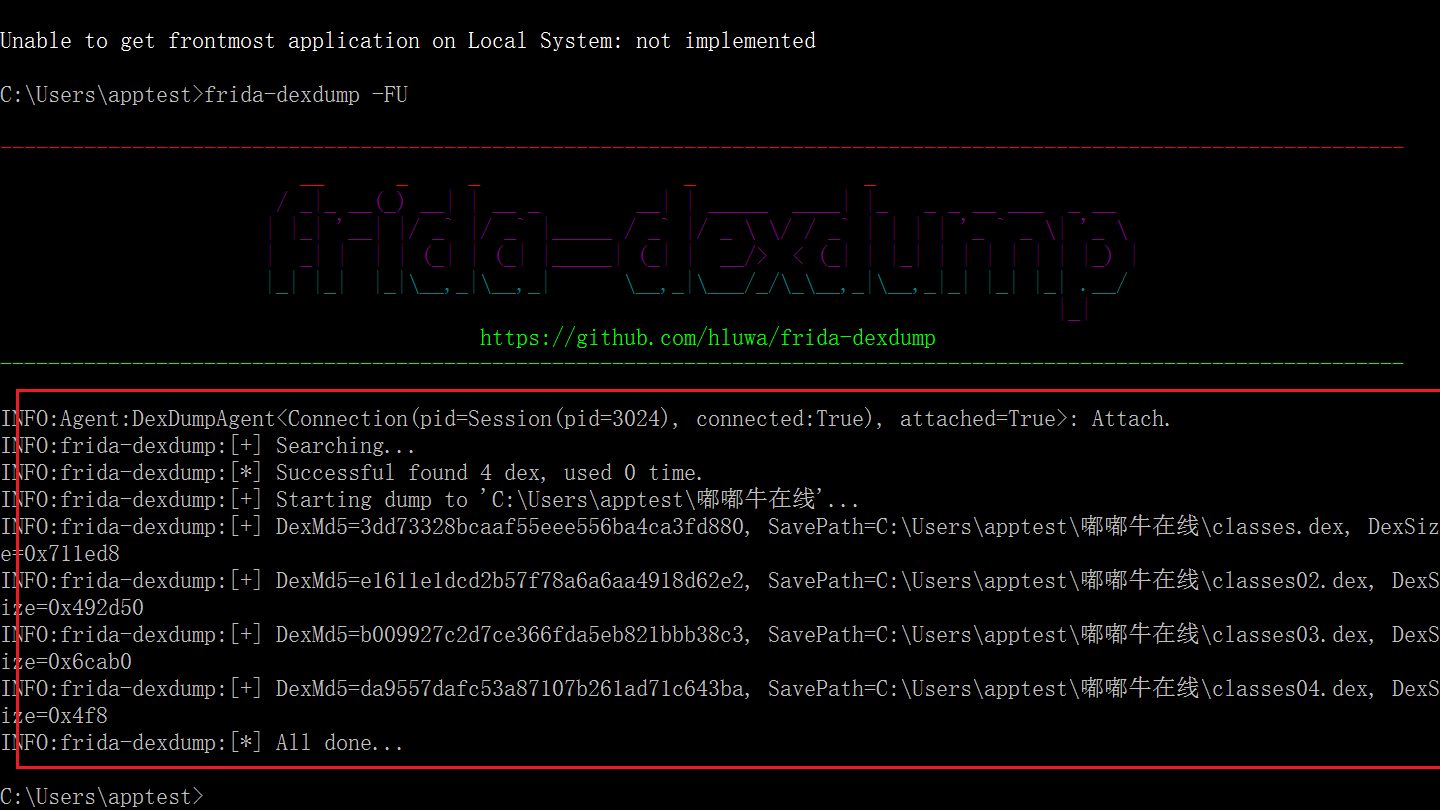 Unable to get frontmost application on Local System: not implemented
C:\Users\apptest>frida-dexdump -FU
frida-dexdump
https://github.com/hluwa/frida-dexdump
INFO:Agent:DexDumpAgent<Connection(pid=Session(pid=3024), connected:True), attached=True>: Attach.
INFO:frida-dexdump:[+] Searching...
INFO:frida-dexdump:[*] Successful found 4 dex, used 0 time.
INFO:frida-dexdump:[+] Starting dump to 'C:\Users\apptest\嘟嘟牛在线'...
INFO:frida-dexdump:[+] DexMd5=3dd73328bcaaf55eee556ba4ca3fd880, SavePath=C:\Users\apptest\嘟嘟牛在线\classes.dex, DexSiz
e=0x711ed8
INFO:frida-dexdump:[+] DexMd5=e1611e1dcd2b57f78a6a6aa4918d62e2, SavePath=C:\Users\apptest\嘟嘟牛在线\classes02.dex, DexS
ize=0x492d50
INFO:frida-dexdump:[+] DexMd5=b009927c2d7ce366fda5eb821bbb38c3, SavePath=C:\Users\apptest\嘟嘟牛在线\classes03.dex, DexS
ize=0x6cab0
INFO:frida-dexdump:[+] DexMd5=da9557dafc53a87107b261ad71c643ba, SavePath=C:\Users\apptest\嘟嘟牛在线\classes04.dex, DexS
ize=0x4f8
INFO:frida-dexdump:[*] All done...
C:\Users\apptest>